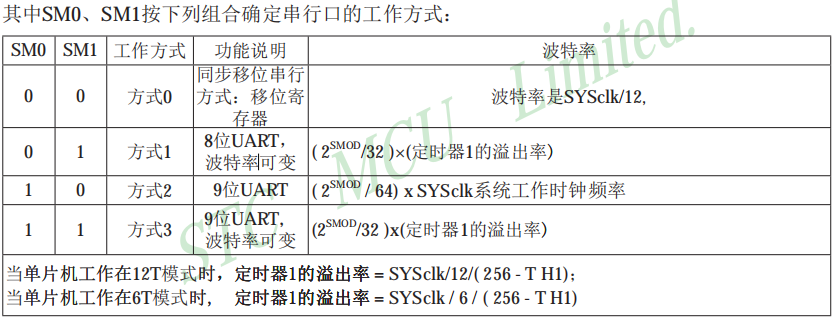 其中SM0、SM1按下列组合确定串行口的工作方式：
SM0 SM1 工作方式 功能说明 波特率
0 0 方式0 同步移位串行方式：移位寄存器 波特率是SYSclk/12,
0 1 方式1 8位UART，波特率可变 ( 2SMOD/32 )×(定时器1的溢出率)
1 0 方式2 9位UART ( 2SMOD / 64) x SYSclk系统工作时钟频率
1 1 方式3 9位UART，波特率可变 (2SMOD/32 )x(定时器1的溢出率)
当单片机工作在12T模式时，定时器1的溢出率 = SYSclk/12/( 256 - T H1)；
当单片机工作在6T模式时， 定时器1的溢出率 = SYSclk / 6 / ( 256 - T H1)
STC MCU Limited.